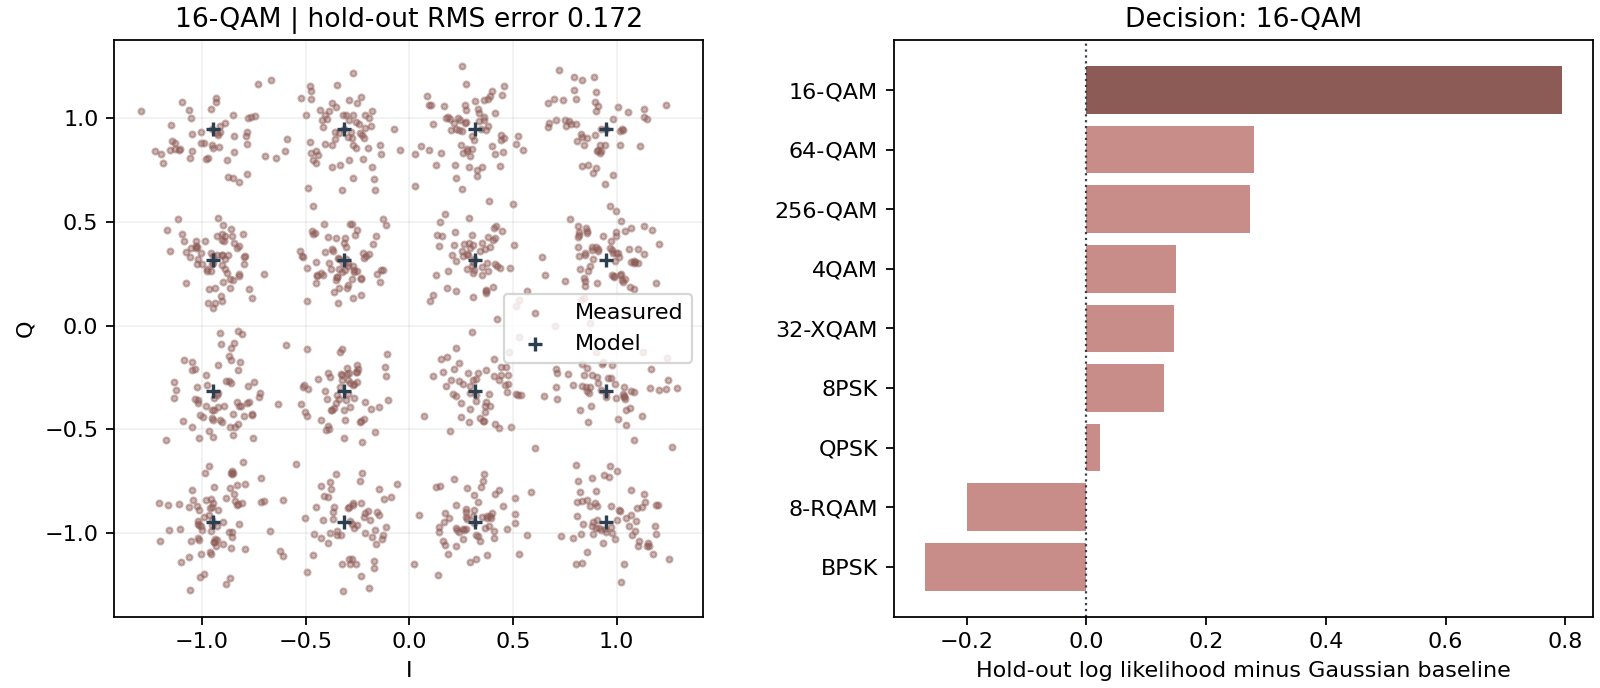 16-QAM | hold-out RMS error 0.172
1.0
0.5
0.0
−0.5
−1.0
Q
Measured
Model
−1.0 −0.5 0.0 0.5 1.0
I
Decision: 16-QAM
16-QAM
64-QAM
256-QAM
4QAM
32-XQAM
8PSK
QPSK
8-RQAM
BPSK
−0.2 0.0 0.2 0.4 0.6 0.8
Hold-out log likelihood minus Gaussian baseline